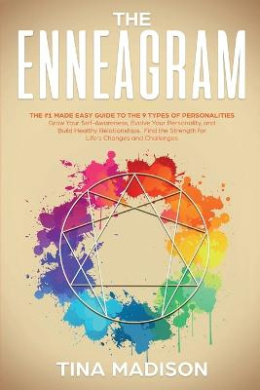 THE
ENNEAGRAM
THE #1 MADE EASY GUIDE TO THE 9 TYPES OF PERSONALITIES
Grow Your Self-Awareness, Evolve Your Personality, and
Build Healthy Relationships. Find the Strength for
Life's Changes and Challenges
TINA MADISON